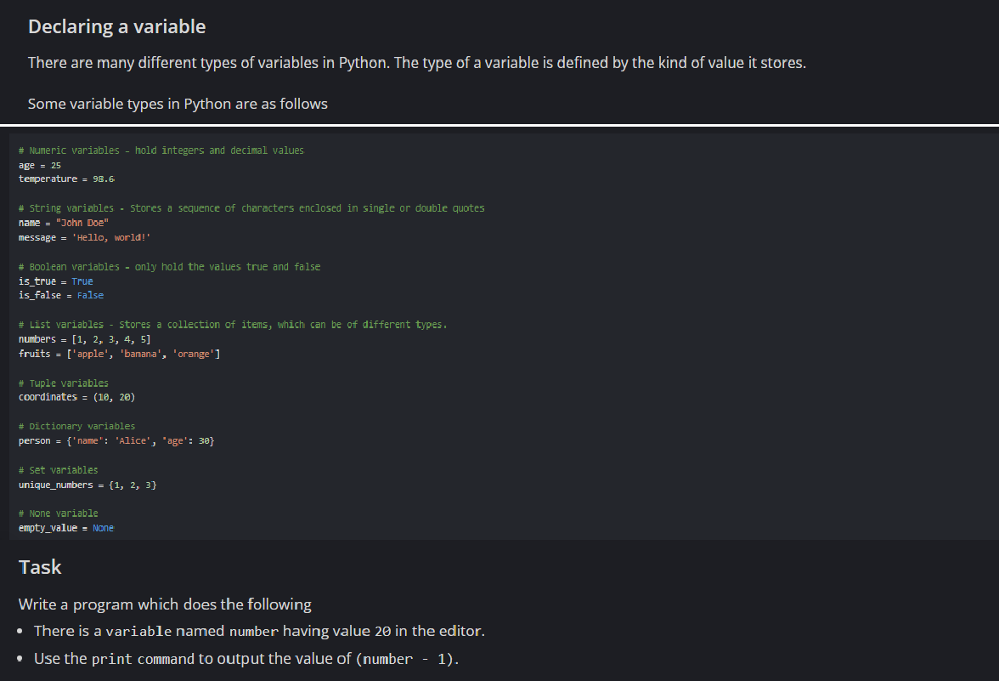 Declaring a variable
There are many different types of variables in Python. The type of a variable is defined by the kind of value it stores.
Some variable types in Python are as follows
# Numeric variables - hold integers and decimal values
age = 25
temperature = 98.6
# String variables - Stores a sequence of characters enclosed in single or double quotes
name = "John Doe"
message = 'Hello, world!'
# Boolean variables - only hold the values true and false
is_true = True
is_false = False
# List variables - Stores a collection of items, which can be of different types.
numbers = [1, 2, 3, 4, 5]
fruits = ['apple', 'banana', 'orange']
# Tuple variables
coordinates = (10, 20)
# Dictionary variables
person = {'name': 'Alice', 'age': 30}
# Set variables
unique_numbers = {1, 2, 3}
# None variable
empty_value = None
Task
Write a program which does the following
• There is a variable named number having value 20 in the editor.
• Use the print command to output the value of (number - 1).